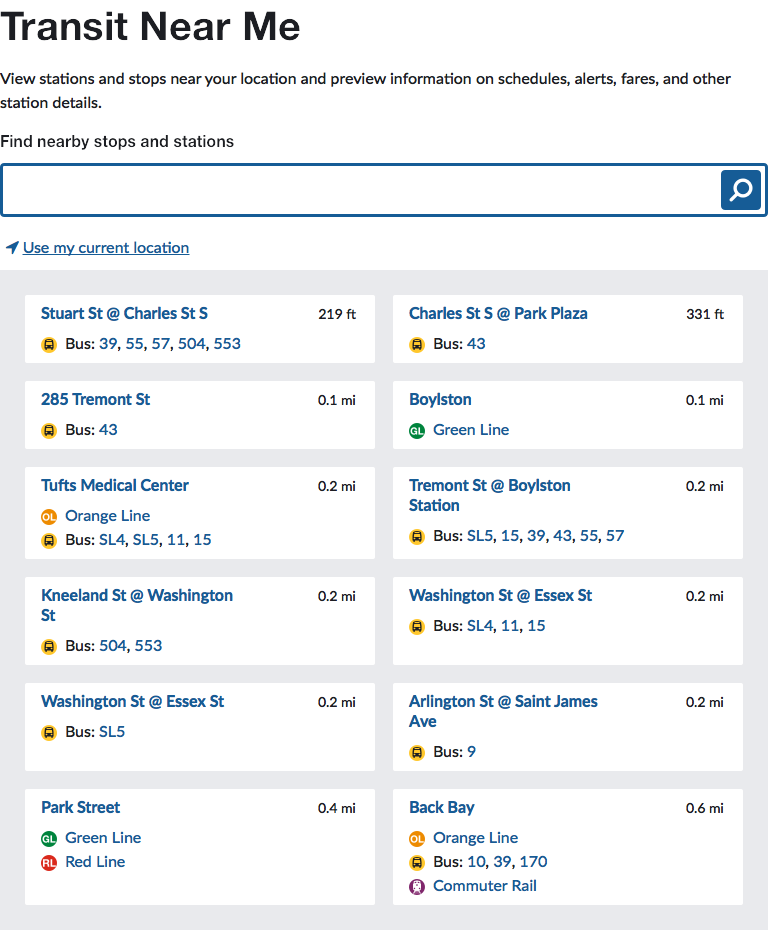 Transit Near Me
View stations and stops near your location and preview information on schedules, alerts, fares, and other
station details.
Find nearby stops and stations
Use my current location
Stuart St @ Charles St S 219 ft
Bus: 39, 55, 57, 504, 553
Charles St S @ Park Plaza 331 ft
Bus: 43
285 Tremont St 0.1 mi
Bus: 43
Boylston 0.1 mi
GL Green Line
Tufts Medical Center 0.2 mi
OL Orange Line
Bus: SL4, SL5, 11, 15
Tremont St @ Boylston 0.2 mi
Station
Bus: SL5, 15, 39, 43, 55, 57
Kneeland St @ Washington 0.2 mi
St
Bus: 504, 553
Washington St @ Essex St 0.2 mi
Bus: SL4, 11, 15
Washington St @ Essex St 0.2 mi
Bus: SL5
Arlington St @ Saint James 0.2 mi
Ave
Bus: 9
Park Street 0.4 mi
GL Green Line
RL Red Line
Back Bay 0.6 mi
OL Orange Line
Bus: 10, 39, 170
Commuter Rail